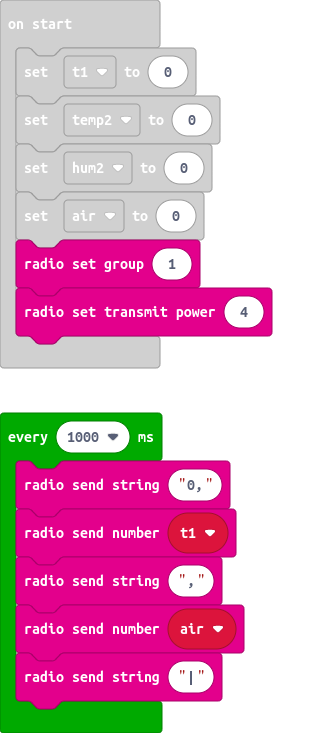 on start
set t1 to 0
set temp2 to 0
set hum2 to 0
set air to 0
radio set group 1
radio set transmit power 4
every 1000 ms
radio send string "0,"
radio send number t1
radio send string ","
radio send number air
radio send string "|"